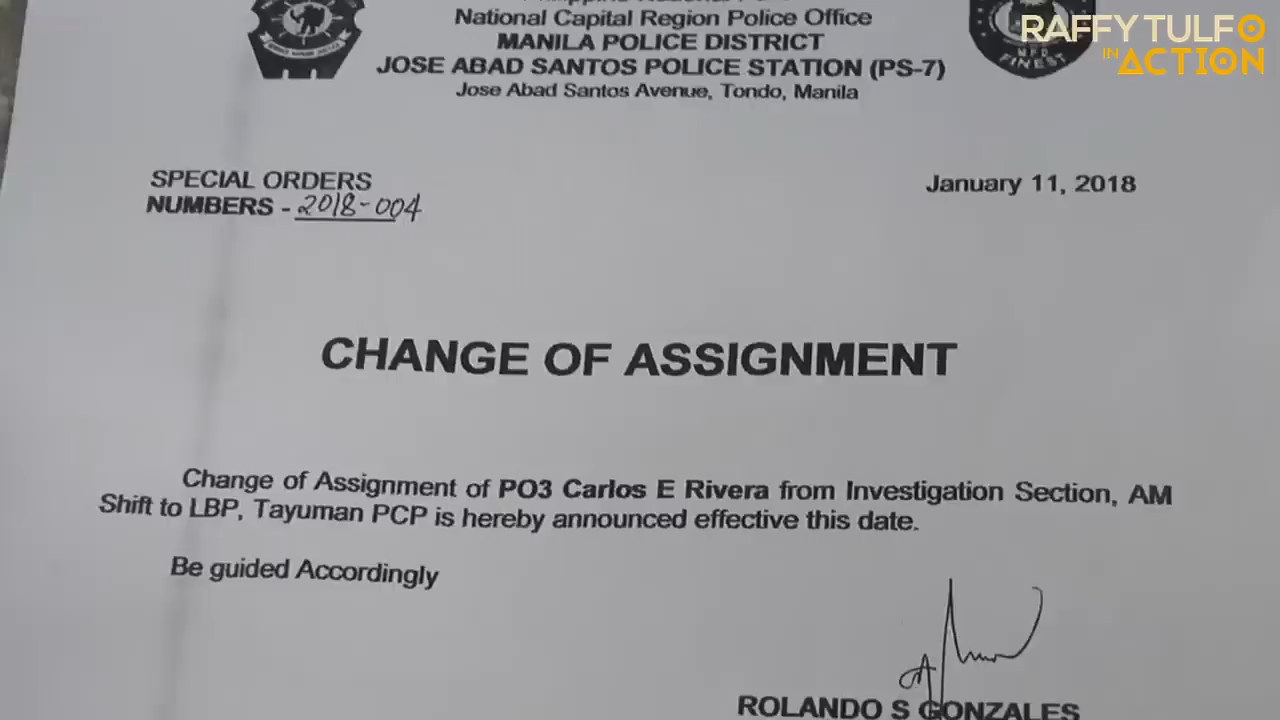 National Capital Region Police Office
MANILA POLICE DISTRICT
JOSE ABAD SANTOS POLICE STATION (PS-7)
Jose Abad Santos Avenue, Tondo, Manila
RAFFY TULFO
IN ACTION
FINEST
SPECIAL ORDERS
NUMBERS - 2018-004
January 11, 2018
CHANGE OF ASSIGNMENT
Change of Assignment of PO3 Carlos E Rivera from Investigation Section, AM
Shift to LBP, Tayuman PCP is hereby announced effective this date.
Be guided Accordingly
ROLANDO S GONZALES